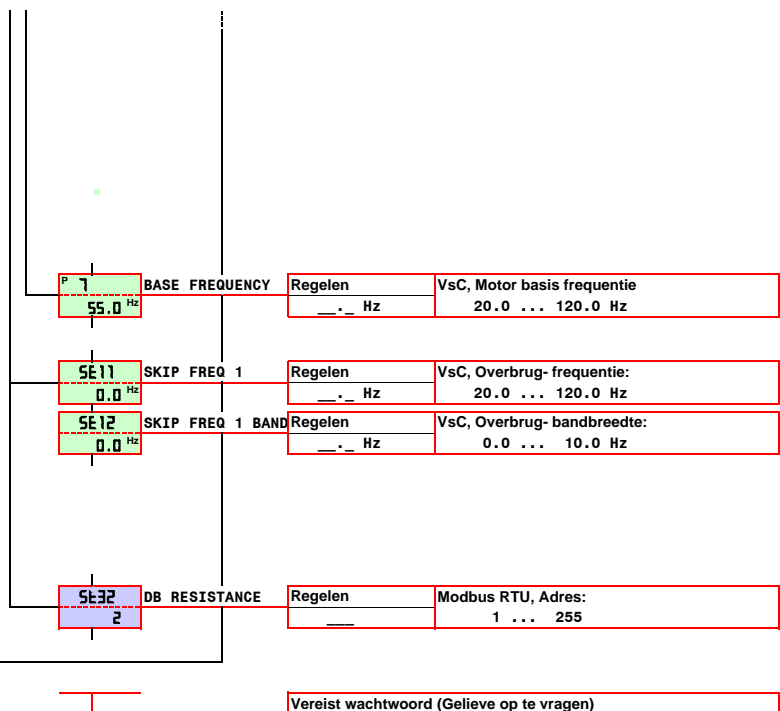 P 7 BASE FREQUENCY Regelen VsC, Motor basis frequentie
55.0 Hz __._ Hz 20.0 ... 120.0 Hz
SE11 SKIP FREQ 1 Regelen VsC, Overbrug- frequentie:
0.0 Hz __._ Hz 20.0 ... 120.0 Hz
SE12 SKIP FREQ 1 BAND Regelen VsC, Overbrug- bandbreedte:
0.0 Hz __._ Hz 0.0 ... 10.0 Hz
SE32 DB RESISTANCE Regelen Modbus RTU, Adres:
2 ___ 1 ... 255
Vereist wachtwoord (Gelieve op te vragen)